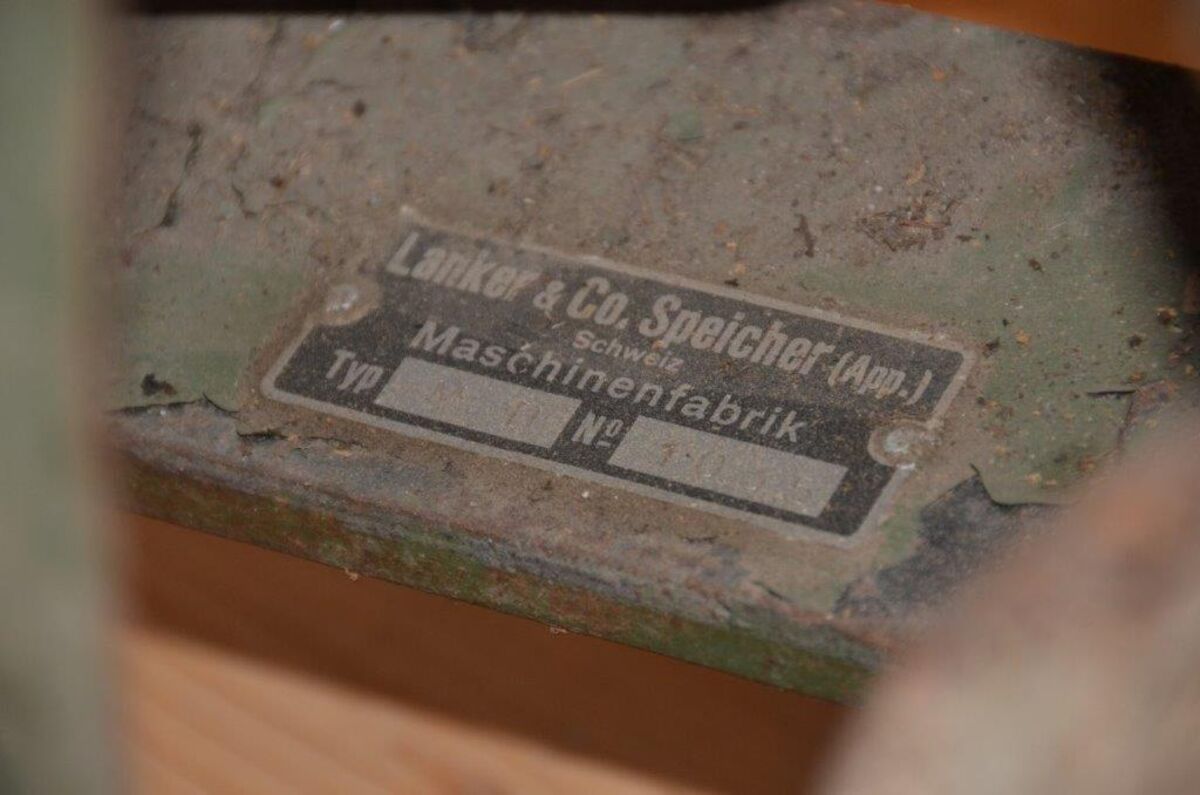 Lanker & Co. Speicher (App.)
Schweiz
Maschinenfabrik
Typ Nº